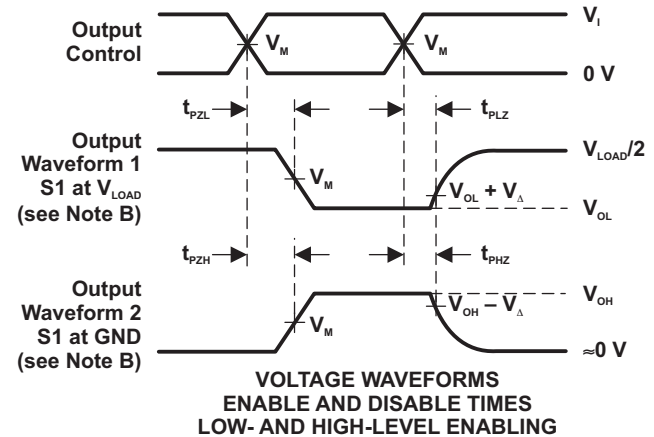 Output
Control
V_M
V_M
V_I
0 V
t_PZL
t_PLZ
Output
Waveform 1
S1 at V_LOAD
(see Note B)
V_M
V_OL + V_Δ
V_LOAD/2
V_OL
t_PZH
t_PHZ
Output
Waveform 2
S1 at GND
(see Note B)
V_M
V_OH – V_Δ
V_OH
≈0 V
VOLTAGE WAVEFORMS
ENABLE AND DISABLE TIMES
LOW- AND HIGH-LEVEL ENABLING